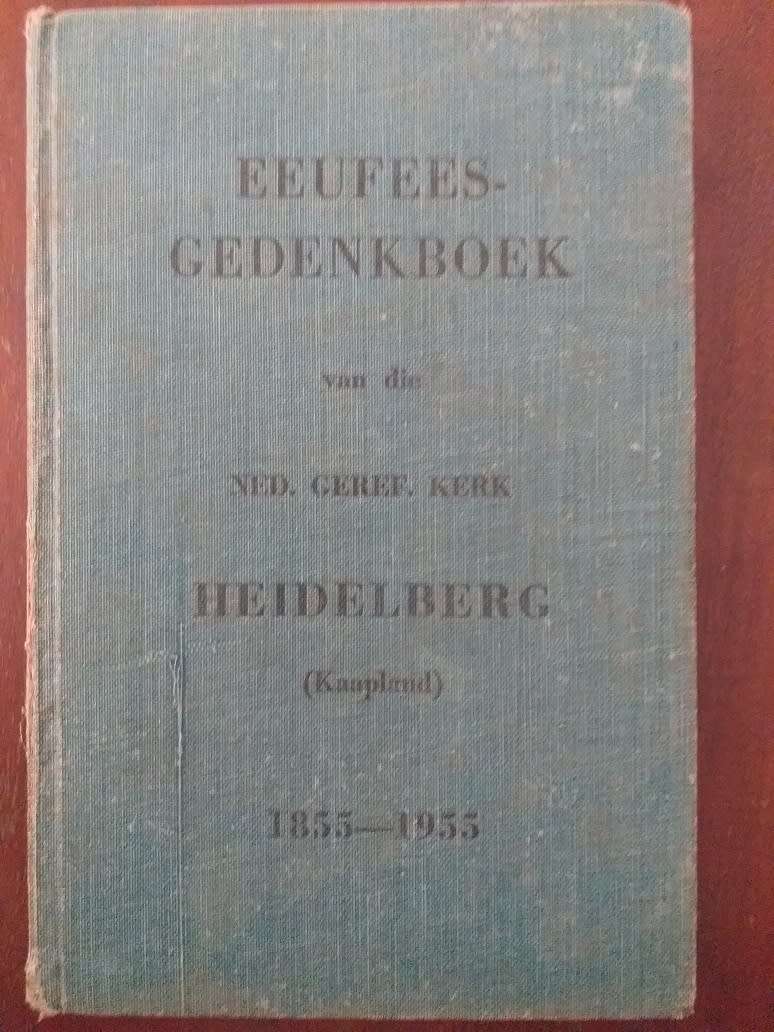 EEUFEES-
GEDENKBOEK
van die
NED. GEREF. KERK
HEIDELBERG
(Kaapland)
1855—1955